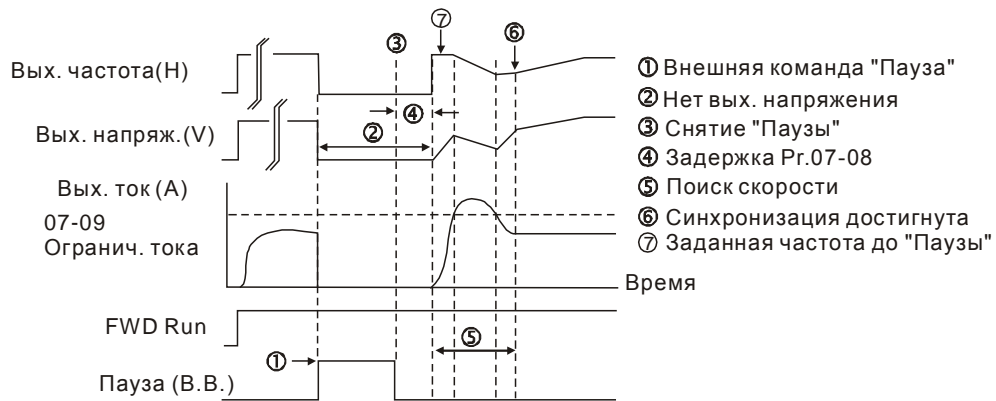 ⑦
⑥
③
Вых. частота(H)
④
②
Вых. напряж.(V)
Вых. ток (А)
07-09
Огранич. тока
Время
FWD Run
⑤
①
Пауза (В.В.)
① Внешняя команда "Пауза"
② Нет вых. напряжения
③ Снятие "Паузы"
④ Задержка Pr.07-08
⑤ Поиск скорости
⑥ Синхронизация достигнута
⑦ Заданная частота до "Паузы"